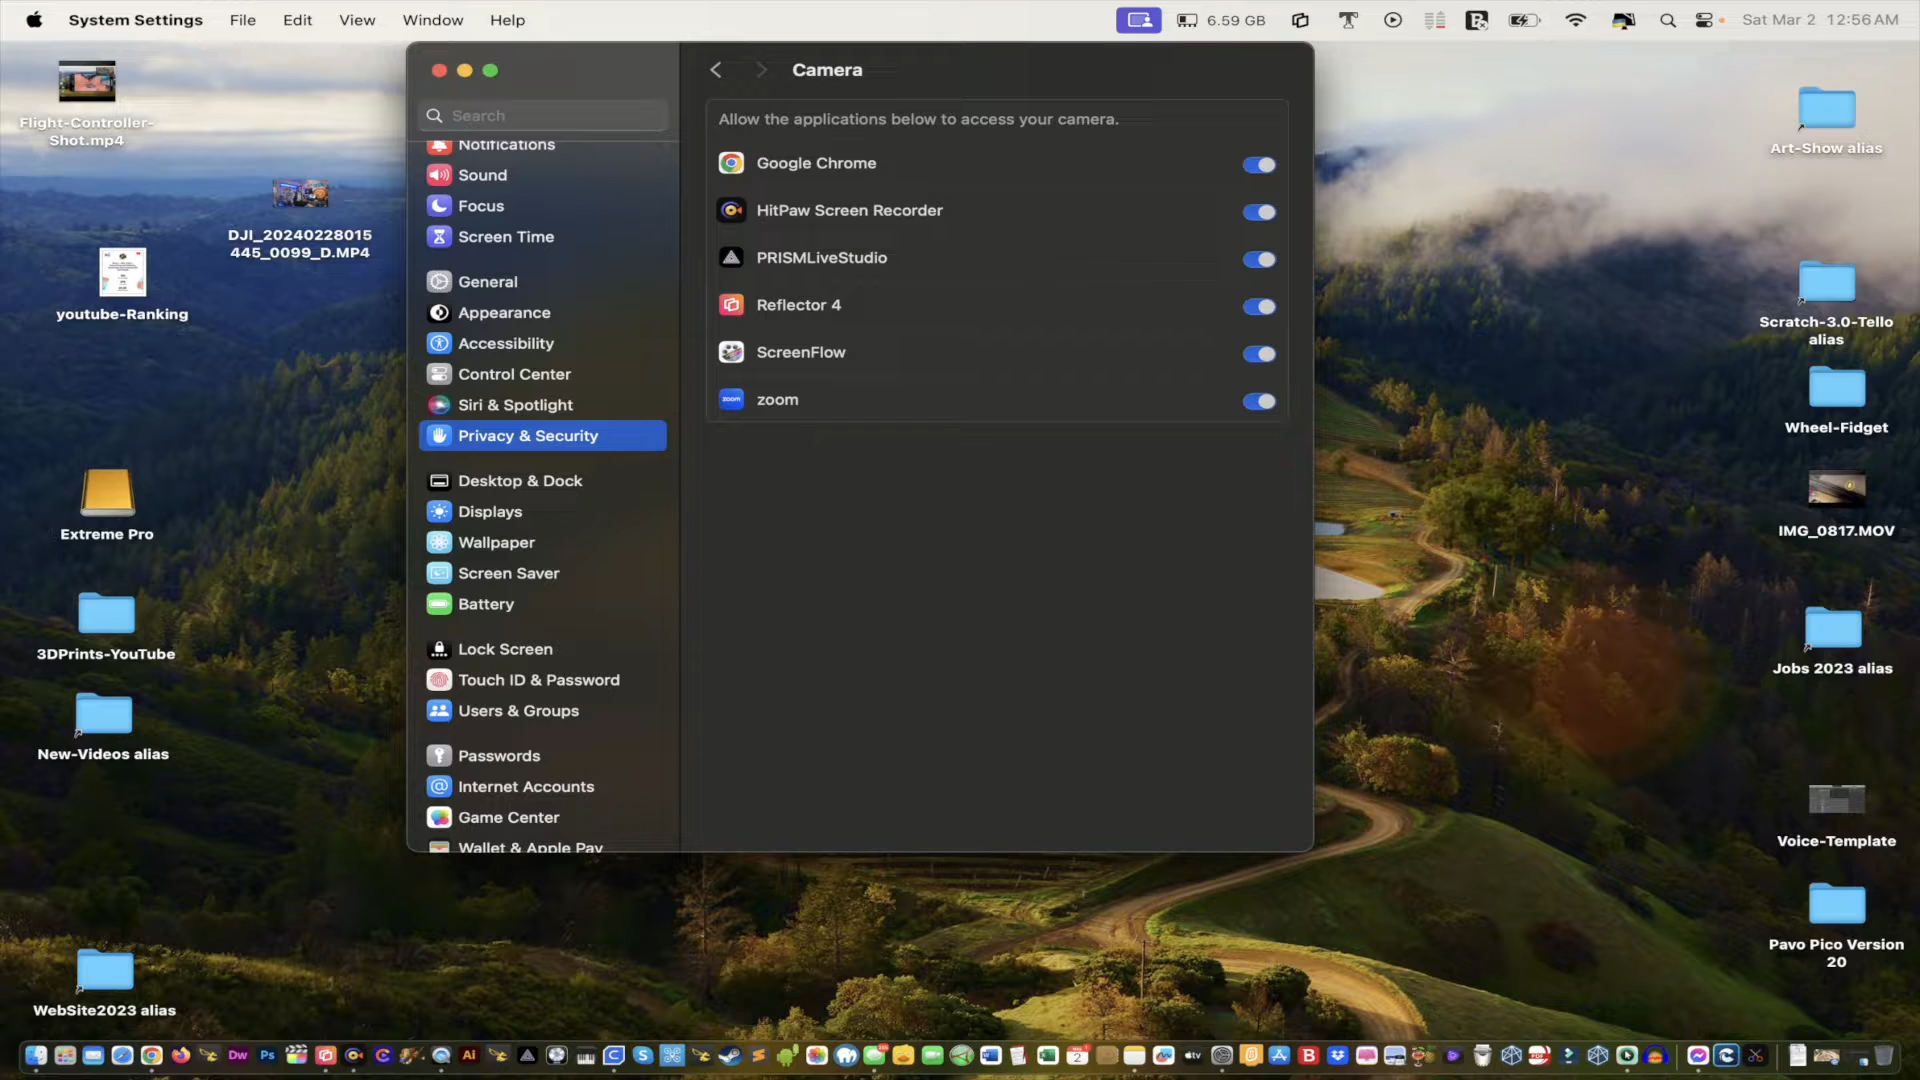 System Settings File Edit View Window Help 6.59 GB Sat Mar 2 12:56 AM
Camera
Search
Allow the applications below to access your camera.
Notifications
Sound
Focus
Screen Time
General
Appearance
Accessibility
Control Center
Siri & Spotlight
Privacy & Security
Desktop & Dock
Displays
Wallpaper
Screen Saver
Battery
Lock Screen
Touch ID & Password
Users & Groups
Passwords
Internet Accounts
Game Center
Wallet & Apple Pay
Google Chrome
HitPaw Screen Recorder
PRISMLiveStudio
Reflector 4
ScreenFlow
zoom
zoom
Flight-Controller-
Shot.mp4
DJI_20240228015
445_0099_D.MP4
youtube-Ranking
Extreme Pro
3DPrints-YouTube
New-Videos alias
WebSite2023 alias
Art-Show alias
Scratch-3.0-Tello
alias
Wheel-Fidget
IMG_0817.MOV
Jobs 2023 alias
Voice-Template
Pavo Pico Version
20
Dw
Ps
Ai
tv